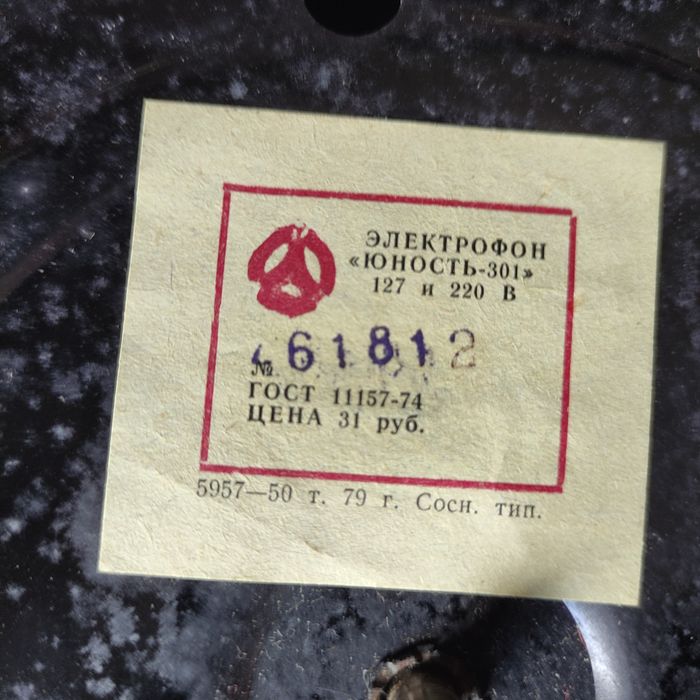 ЭЛЕКТРОФОН
«ЮНОСТЬ-301»
127 и 220 В
№ 61812
ГОСТ 11157-74
ЦЕНА 31 руб.
5957—50 т. 79 г. Сосн. тип.